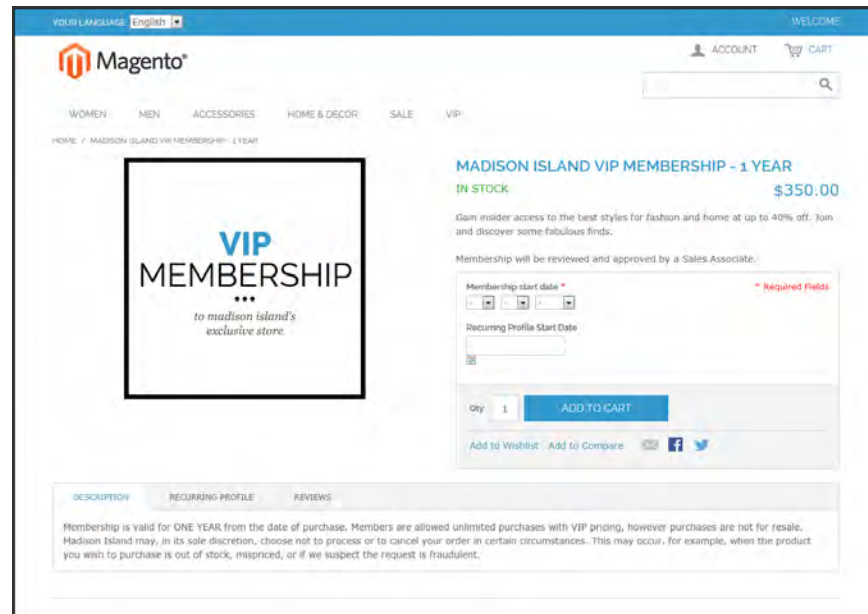 YOUR LANGUAGE English WELCOME
Magento®
ACCOUNT CART
WOMEN MEN ACCESSORIES HOME & DECOR SALE VIP
HOME / MADISON ISLAND VIP MEMBERSHIP - 1 YEAR
VIP
MEMBERSHIP
to madison island's
exclusive store
MADISON ISLAND VIP MEMBERSHIP - 1 YEAR
IN STOCK $350.00
Gain insider access to the best styles for fashion and home at up to 40% off. Join
and discover some fabulous finds.
Membership will be reviewed and approved by a Sales Associate.
Membership start date * * Required Fields
- - -
Recurring Profile Start Date
Qty 1 ADD TO CART
Add to Wishlist Add to Compare
DESCRIPTION RECURRING PROFILE REVIEWS
Membership is valid for ONE YEAR from the date of purchase. Members are allowed unlimited purchases with VIP pricing, however purchases are not for resale.
Madison Island may, in its sole discretion, choose not to process or to cancel your order in certain circumstances. This may occur, for example, when the product
you wish to purchase is out of stock, mispriced, or if we suspect the request is fraudulent.